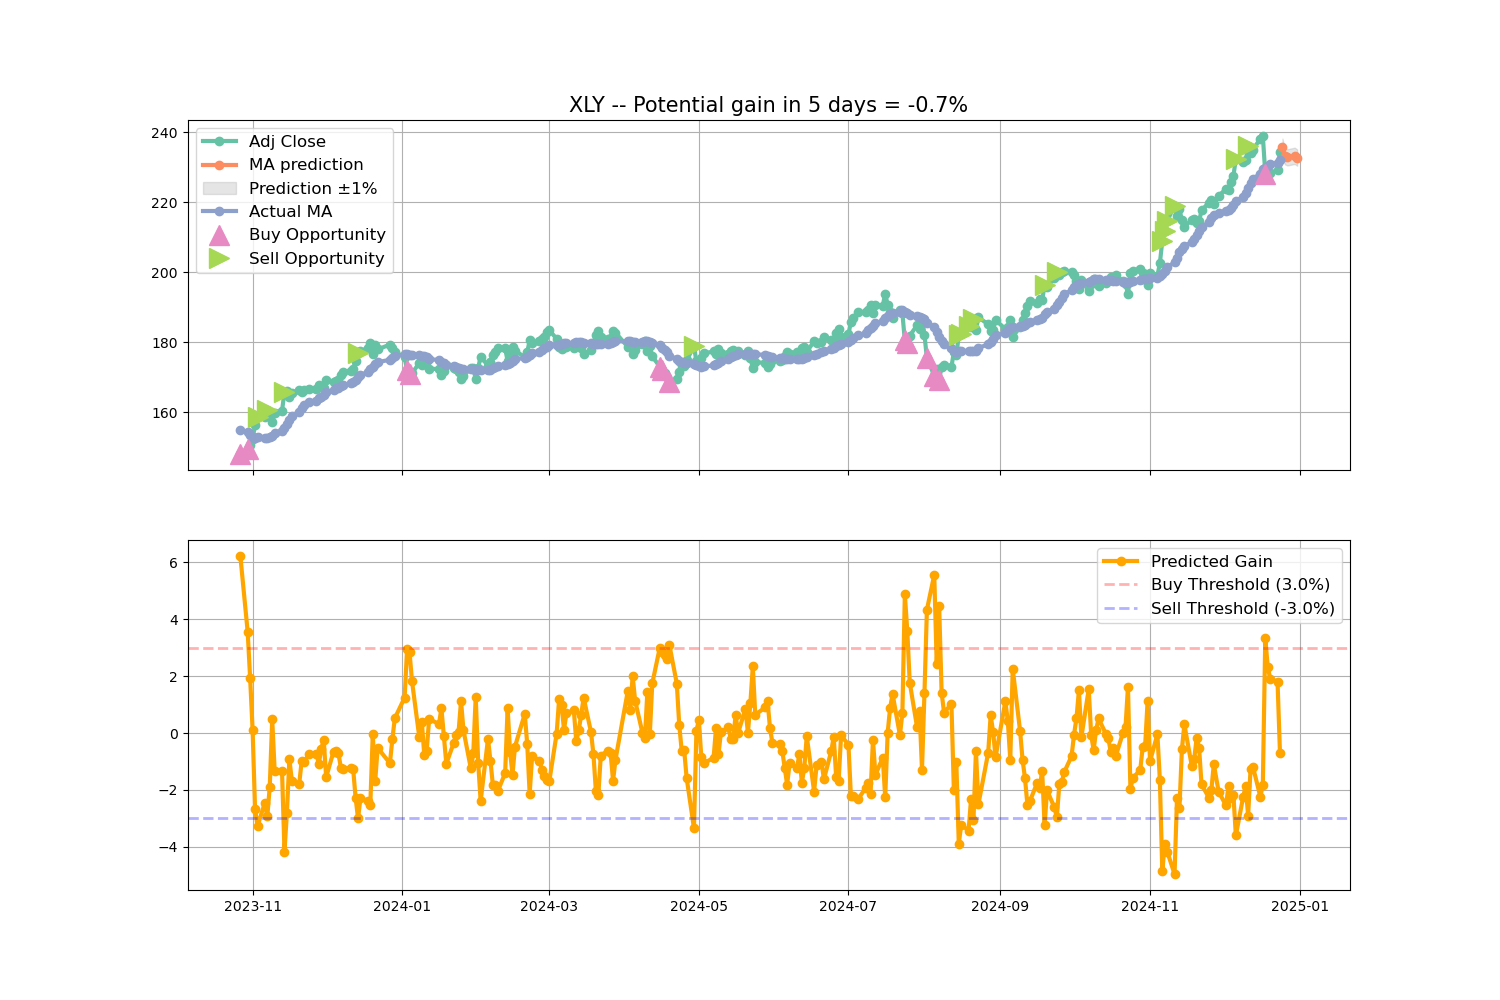 XLY -- Potential gain in 5 days = -0.7%
240
220
200
180
160
Adj Close
MA prediction
Prediction ±1%
Actual MA
Buy Opportunity
Sell Opportunity
6
4
2
0
−2
−4
Predicted Gain
Buy Threshold (3.0%)
Sell Threshold (-3.0%)
2023-11
2024-01
2024-03
2024-05
2024-07
2024-09
2024-11
2025-01